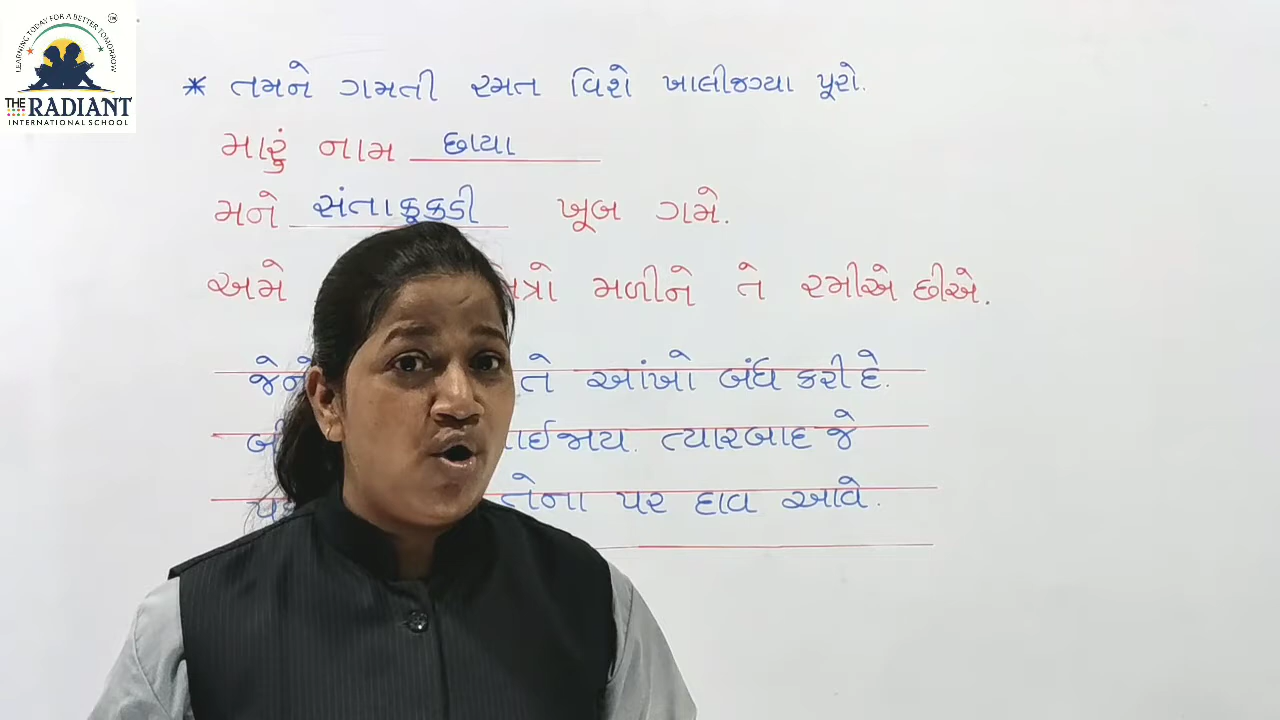 LEARNING TODAY FOR A BETTER TOMORROW
THE RADIANT
INTERNATIONAL SCHOOL
* તમને ગમતી રમત વિશે ખાલીજગ્યા પૂરો.
મારું નામ છાયા
મને સંતાકૂકડી ખૂબ ગમે.
અમે મળીને તે રમીએ છીએ.
તે આંખો બંધ કરી દે.
ત્યારબાદ જે
તેના પર દાવ આવે.